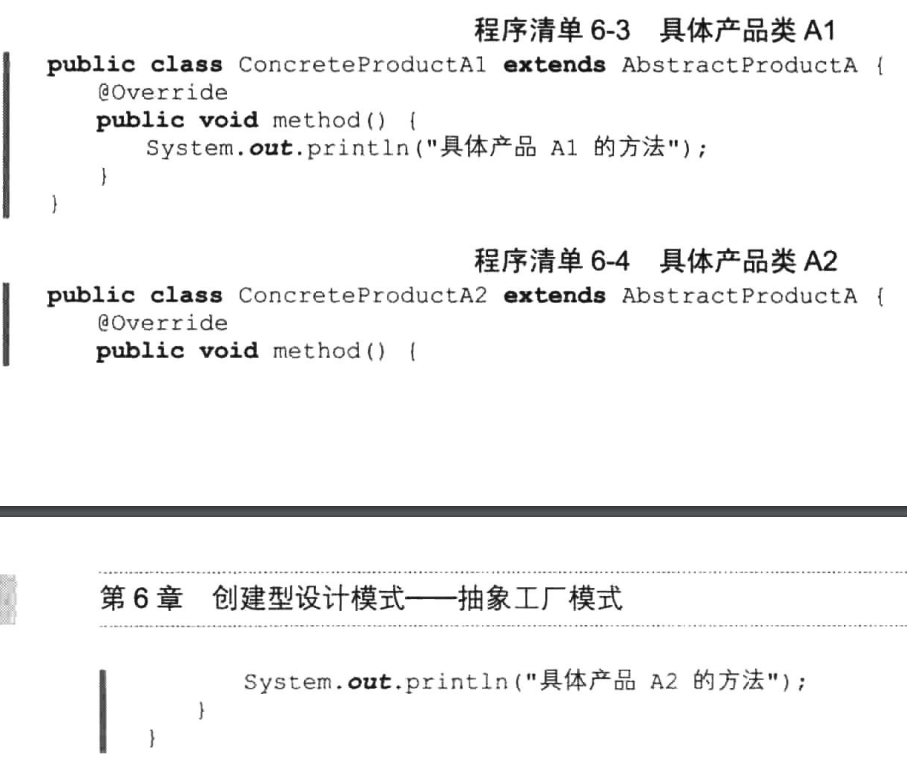 程序清单 6-3 具体产品类 A1
public class ConcreteProductA1 extends AbstractProductA {
@Override
public void method() {
System.out.println("具体产品 A1 的方法");
}
}
程序清单 6-4 具体产品类 A2
public class ConcreteProductA2 extends AbstractProductA {
@Override
public void method() {
第 6 章 创建型设计模式——抽象工厂模式
System.out.println("具体产品 A2 的方法");
}
}